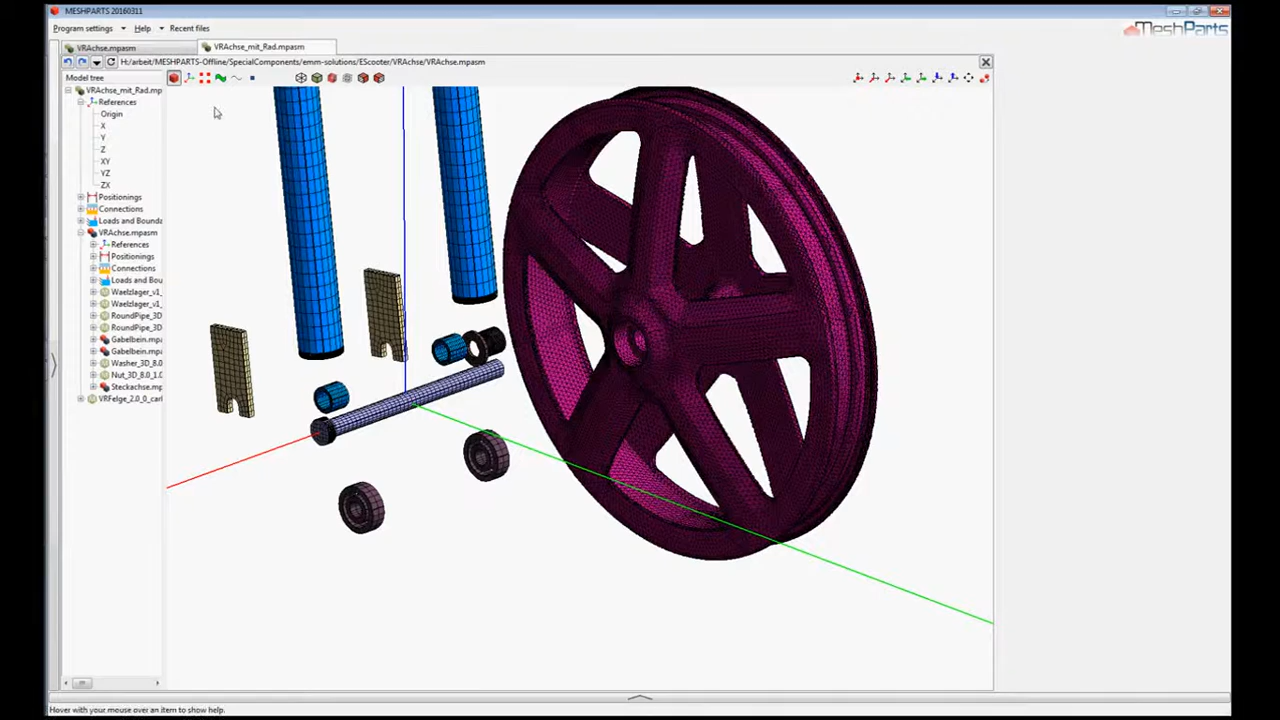 MESHPARTS 20160311
Program settings Help Recent files
MeshParts
VRAchse.mpasm VRAchse_mit_Rad.mpasm
H:/arbeit/MESHPARTS-Offline/SpecialComponents/emm-solutions/EScooter/VRAchse/VRAchse.mpasm
Model tree
VRAchse_mit_Rad.mp
References
Origin
X
Y
Z
XY
YZ
ZX
Positionings
Connections
Loads and Bounda
VRAchse.mpasm
References
Positionings
Connections
Loads and Bou
Waelzlager_v1_
Waelzlager_v1_
RoundPipe_3D
RoundPipe_3D
Gabelbein.mpa
Gabelbein.mpa
Washer_3D_8.0
Nut_3D_8.0_1.0
Steckachse.mp
VRFelge_2.0_0_carl
Hover with your mouse over an item to show help.